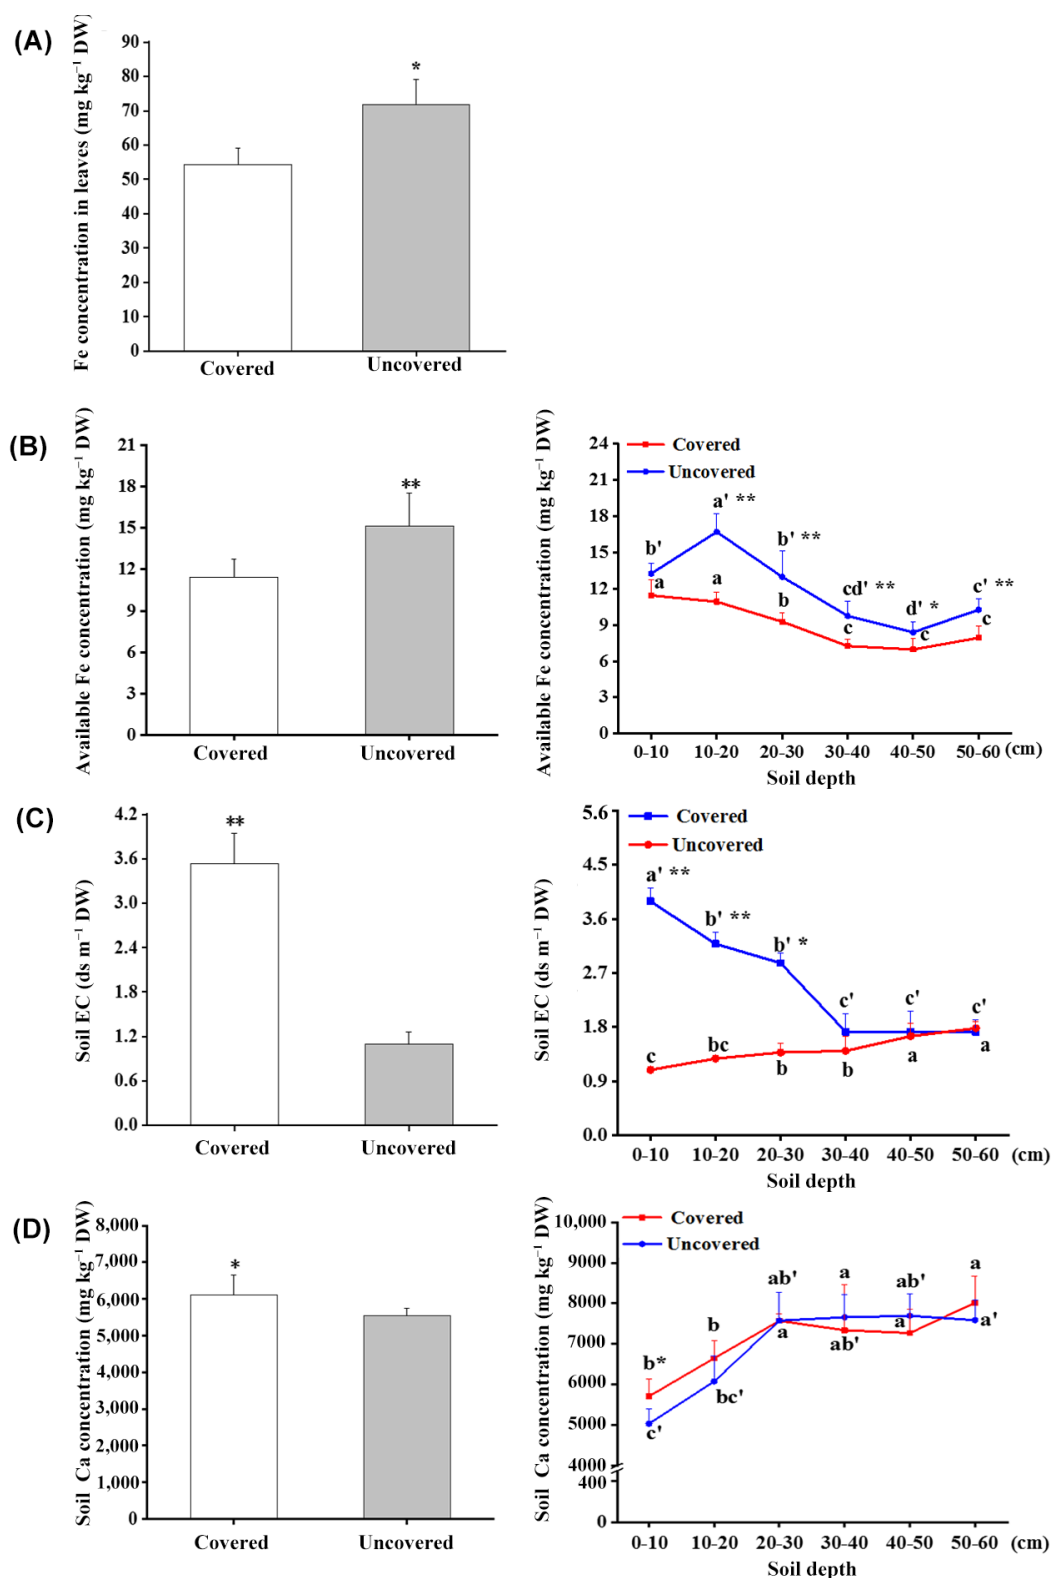 (A)
Fe concentration in leaves (mg kg⁻¹ DW)
90
80
70
60
50
40
30
20
10
0
*
Covered
Uncovered
(B)
Available Fe concentration (mg kg⁻¹ DW)
21
18
15
12
9
6
3
0
**
Covered
Uncovered
Available Fe concentration (mg kg⁻¹ DW)
24
21
18
15
12
9
6
3
0
Covered
Uncovered
b'
a' **
b' **
cd' **
d' *
c' **
a
a
b
c
c
c
0-10
10-20
20-30
30-40
40-50
50-60
(cm)
Soil depth
(C)
Soil EC (ds m⁻¹ DW)
4.2
3.6
3.0
2.4
1.8
1.2
0.6
0.0
**
Covered
Uncovered
Soil EC (ds m⁻¹ DW)
5.6
4.5
3.6
2.7
1.8
0.9
0.0
Covered
Uncovered
a' **
b' **
b' *
c'
c'
c'
c
bc
b
b
a
a
0-10
10-20
20-30
30-40
40-50
50-60
(cm)
Soil depth
(D)
Soil Ca concentration (mg kg⁻¹ DW)
8,000
7,000
6,000
5,000
4,000
3,000
2,000
1,000
0
*
Covered
Uncovered
Soil Ca concentration (mg kg⁻¹ DW)
10,000
9000
8000
7000
6000
5000
4000
400
0
Covered
Uncovered
b*
b
ab'
a
ab'
a
c'
bc'
a
ab'
a
a'
0-10
10-20
20-30
30-40
40-50
50-60
(cm)
Soil depth